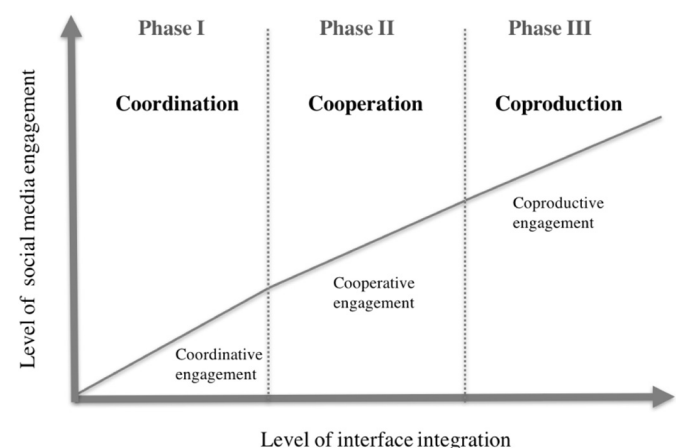 Phase I
Phase II
Phase III
Coordination
Cooperation
Coproduction
Level of social media engagement
Coproductive
engagement
Cooperative
engagement
Coordinative
engagement
Level of interface integration